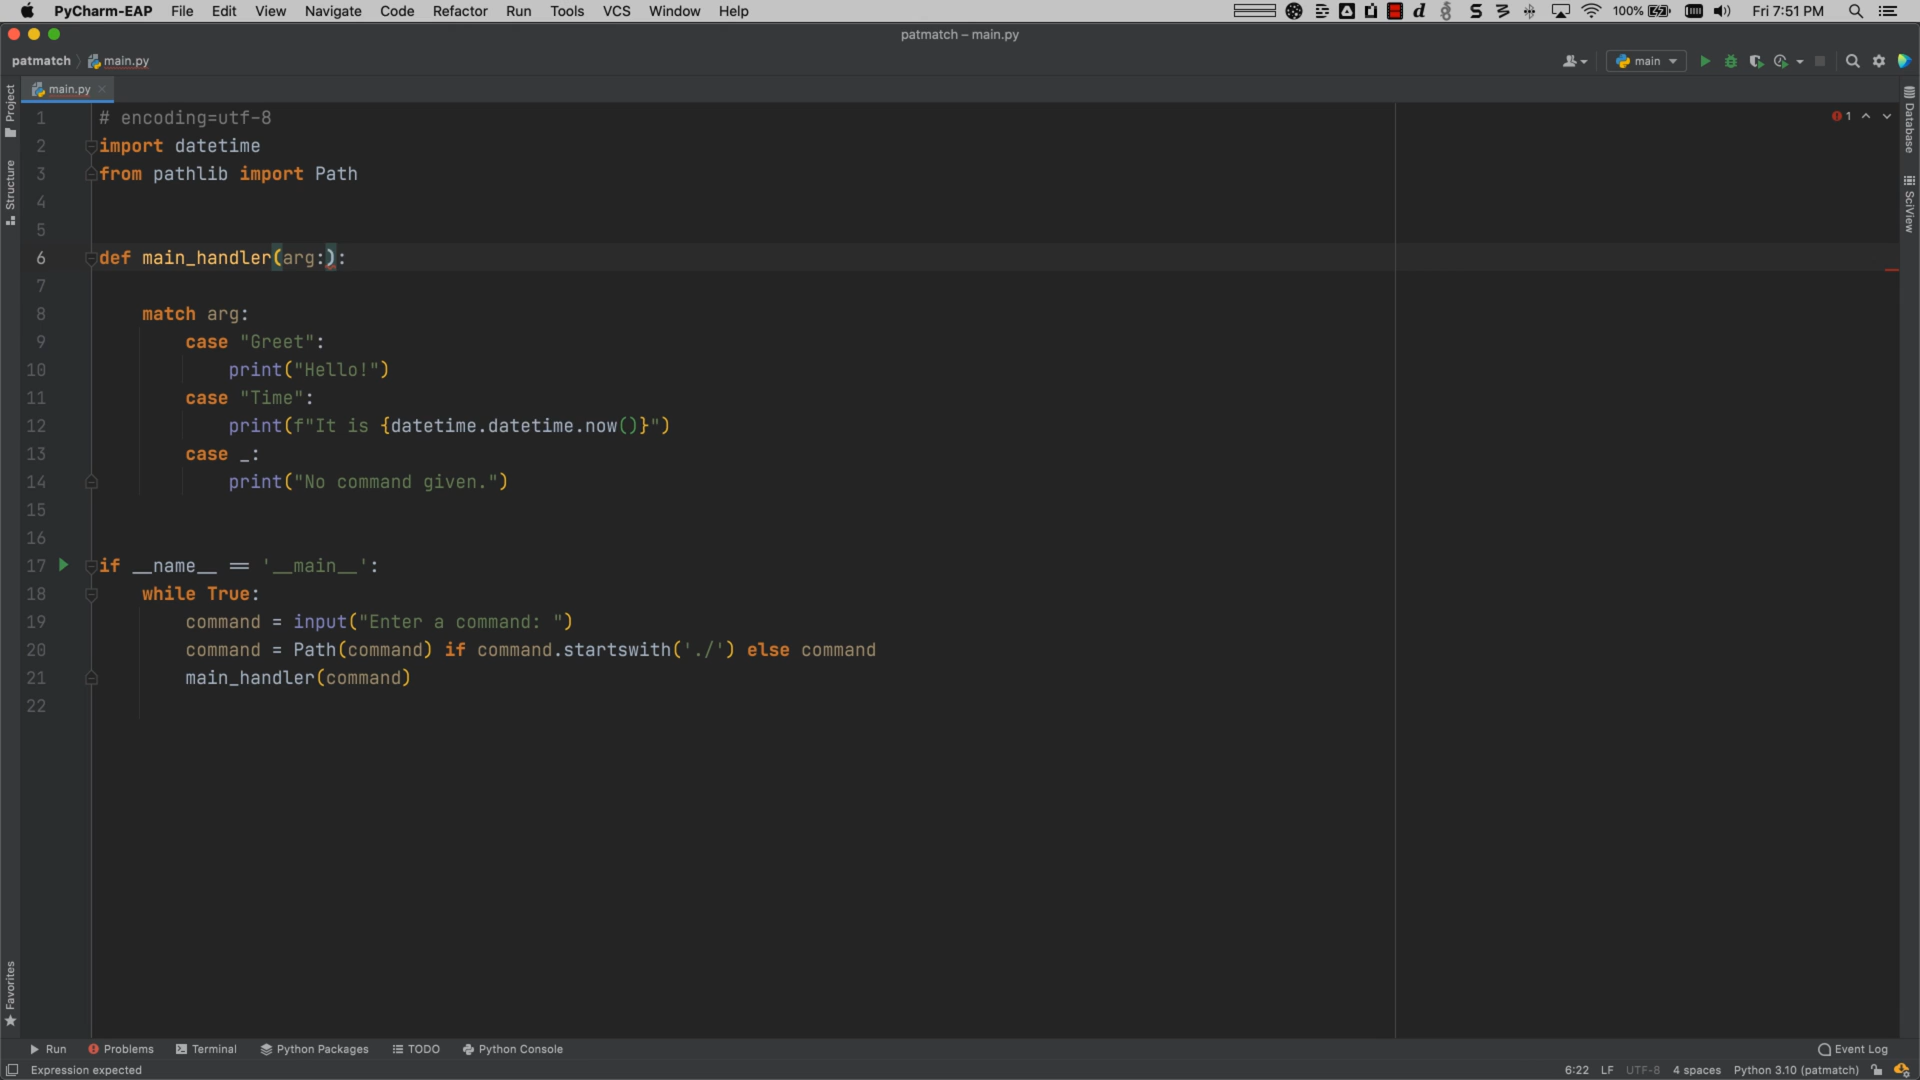 PyCharm-EAP File Edit View Navigate Code Refactor Run Tools VCS Window Help 100% Fri 7:51 PM
patmatch – main.py
patmatch main.py main
main.py
Project
Structure
Favorites
Database
SciView
1
1 # encoding=utf-8
2 import datetime
3 from pathlib import Path
4
5
6 def main_handler(arg:):
7
8 match arg:
9 case "Greet":
10 print("Hello!")
11 case "Time":
12 print(f"It is {datetime.datetime.now()}")
13 case _:
14 print("No command given.")
15
16
17 if __name__ == '__main__':
18 while True:
19 command = input("Enter a command: ")
20 command = Path(command) if command.startswith('./') else command
21 main_handler(command)
22
Run Problems Terminal Python Packages TODO Python Console Event Log
Expression expected 6:22 LF UTF-8 4 spaces Python 3.10 (patmatch)